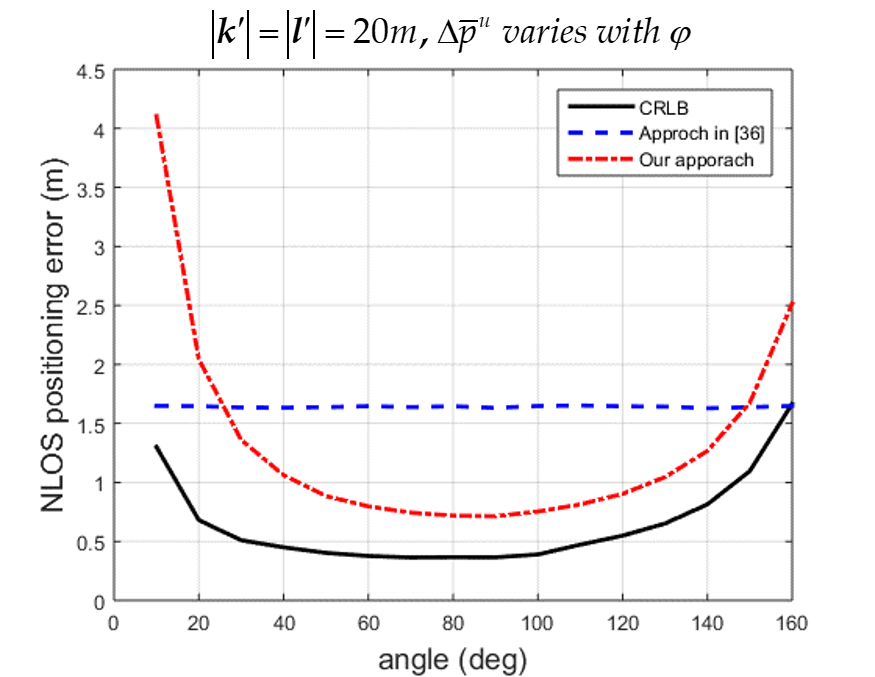 |k′| = |l′| = 20m, Δp̅ᵘ varies with φ
4.5
4
3.5
3
2.5
2
1.5
1
0.5
0
NLOS positioning error (m)
CRLB
Approch in [36]
Our apporach
0 20 40 60 80 100 120 140 160
angle (deg)